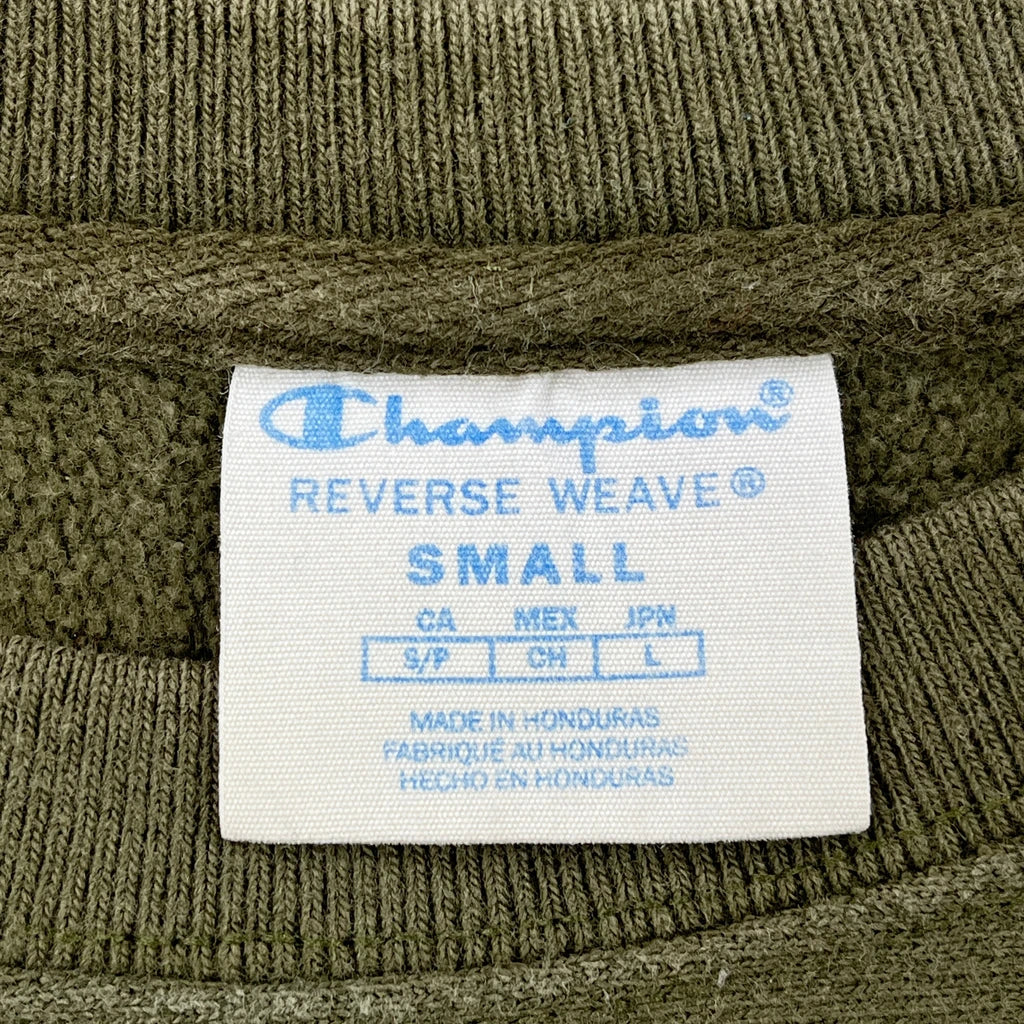 Champion®
REVERSE WEAVE®
SMALL
CA MEX JPN
S/P CH L
MADE IN HONDURAS
FABRIQUÉ AU HONDURAS
HECHO EN HONDURAS